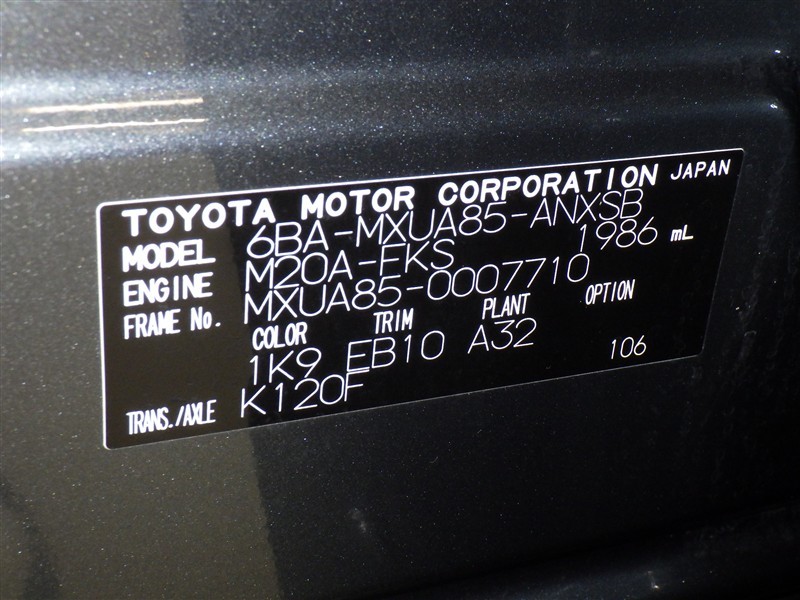 TOYOTA MOTOR CORPORATION JAPAN
MODEL 6BA-MXUA85-ANXSB
ENGINE M20A-FKS 1986 mL
FRAME No. MXUA85-0007710
COLOR TRIM PLANT OPTION
1K9 EB10 A32 106
TRANS./AXLE K120F